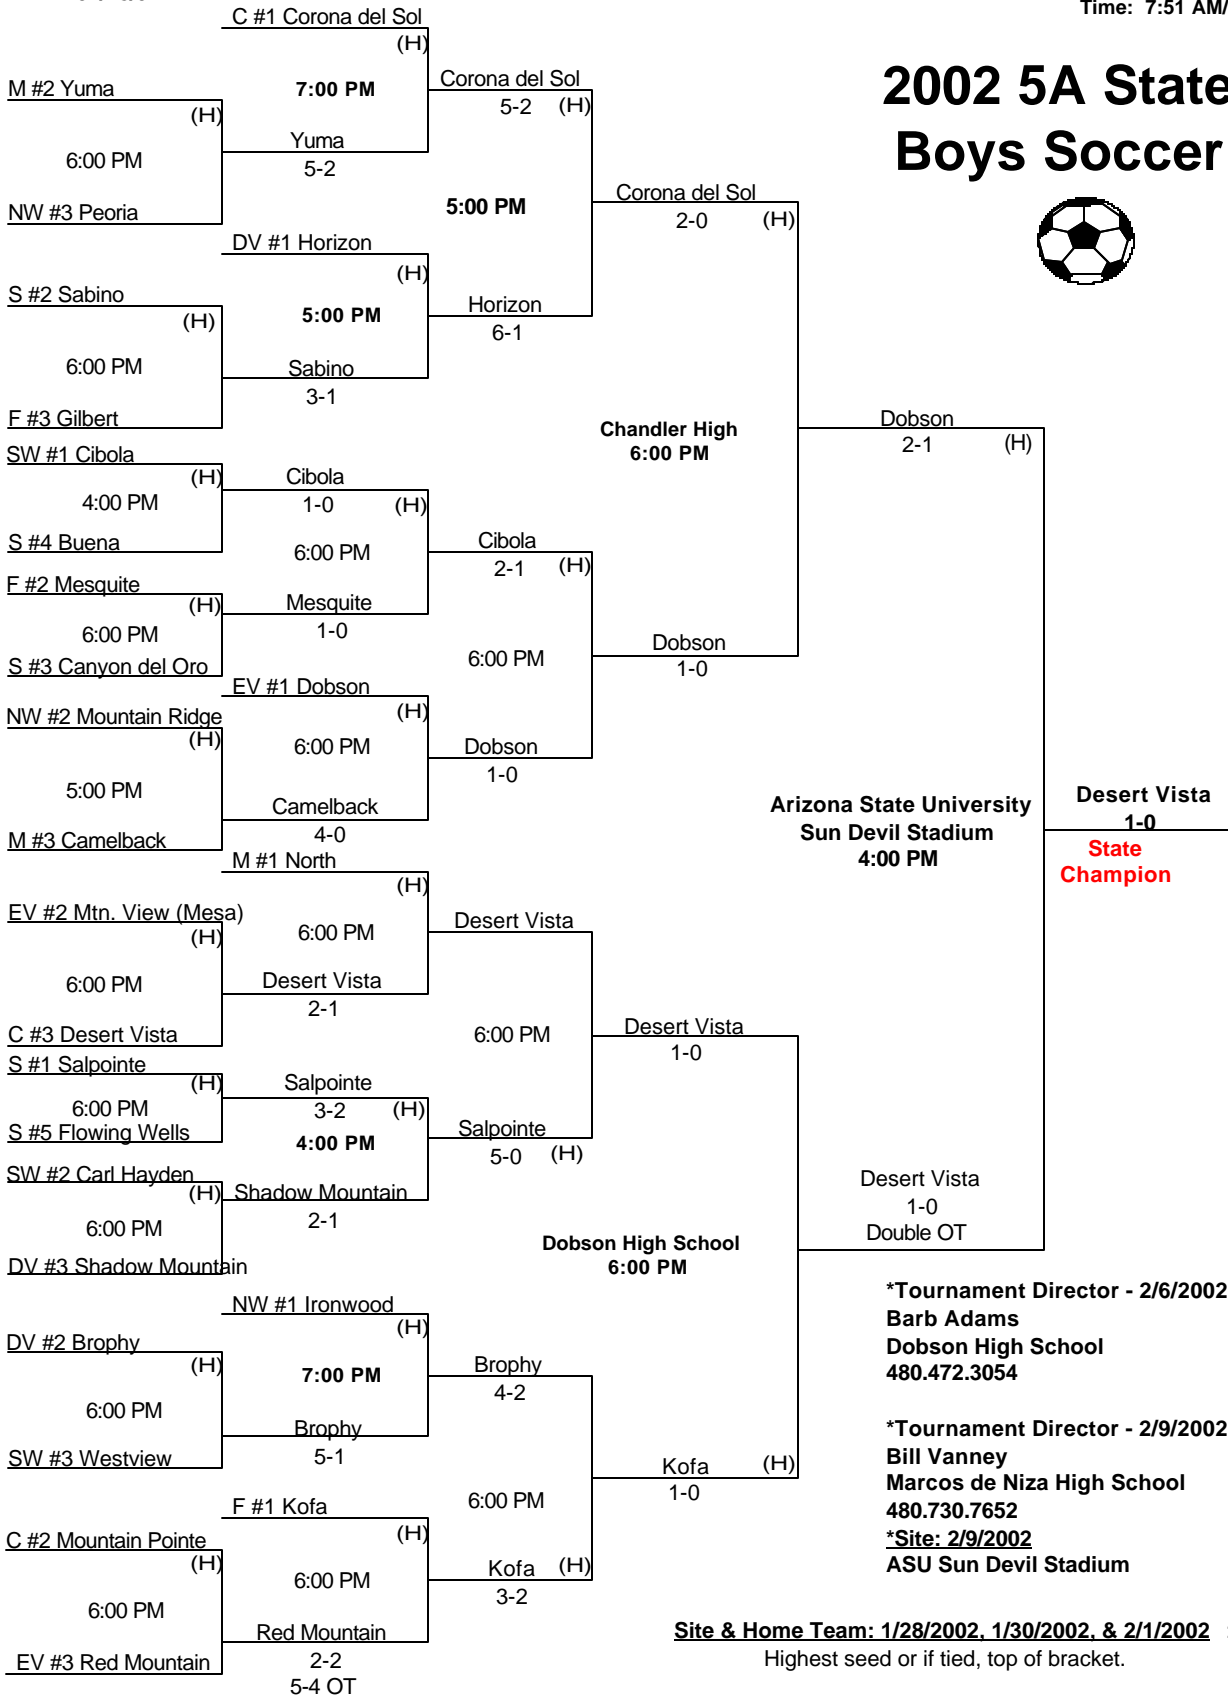 Time: 7:51 AM/
2002 5A State
Boys Soccer
C #1 Corona del Sol
(H)
7:00 PM
M #2 Yuma
(H)
6:00 PM
NW #3 Peoria
Yuma
5-2
Corona del Sol
5-2 (H)
5:00 PM
DV #1 Horizon
(H)
5:00 PM
S #2 Sabino
(H)
6:00 PM
F #3 Gilbert
Sabino
3-1
Horizon
6-1
Corona del Sol
2-0 (H)
Chandler High
6:00 PM
SW #1 Cibola
(H)
4:00 PM
S #4 Buena
Cibola
1-0 (H)
6:00 PM
F #2 Mesquite
(H)
6:00 PM
S #3 Canyon del Oro
Mesquite
1-0
Cibola
2-1 (H)
6:00 PM
EV #1 Dobson
(H)
6:00 PM
NW #2 Mountain Ridge
(H)
5:00 PM
M #3 Camelback
Camelback
4-0
Dobson
1-0
Dobson
1-0
Dobson
2-1 (H)
Arizona State University
Sun Devil Stadium
4:00 PM
Desert Vista
1-0
State
Champion
M #1 North
(H)
6:00 PM
EV #2 Mtn. View (Mesa)
(H)
6:00 PM
C #3 Desert Vista
Desert Vista
2-1
Desert Vista
6:00 PM
S #1 Salpointe
(H)
6:00 PM
S #5 Flowing Wells
Salpointe
3-2 (H)
4:00 PM
SW #2 Carl Hayden
(H)
6:00 PM
DV #3 Shadow Mountain
Shadow Mountain
2-1
Salpointe
5-0 (H)
Desert Vista
1-0
Dobson High School
6:00 PM
Desert Vista
1-0
Double OT
NW #1 Ironwood
(H)
7:00 PM
DV #2 Brophy
(H)
6:00 PM
SW #3 Westview
Brophy
5-1
Brophy
4-2
6:00 PM
F #1 Kofa
(H)
6:00 PM
C #2 Mountain Pointe
(H)
6:00 PM
EV #3 Red Mountain
Red Mountain
2-2
5-4 OT
Kofa (H)
3-2
Kofa (H)
1-0
*Tournament Director - 2/6/2002
Barb Adams
Dobson High School
480.472.3054
*Tournament Director - 2/9/2002
Bill Vanney
Marcos de Niza High School
480.730.7652
*Site: 2/9/2002
ASU Sun Devil Stadium
Site & Home Team: 1/28/2002, 1/30/2002, & 2/1/2002
Highest seed or if tied, top of bracket.